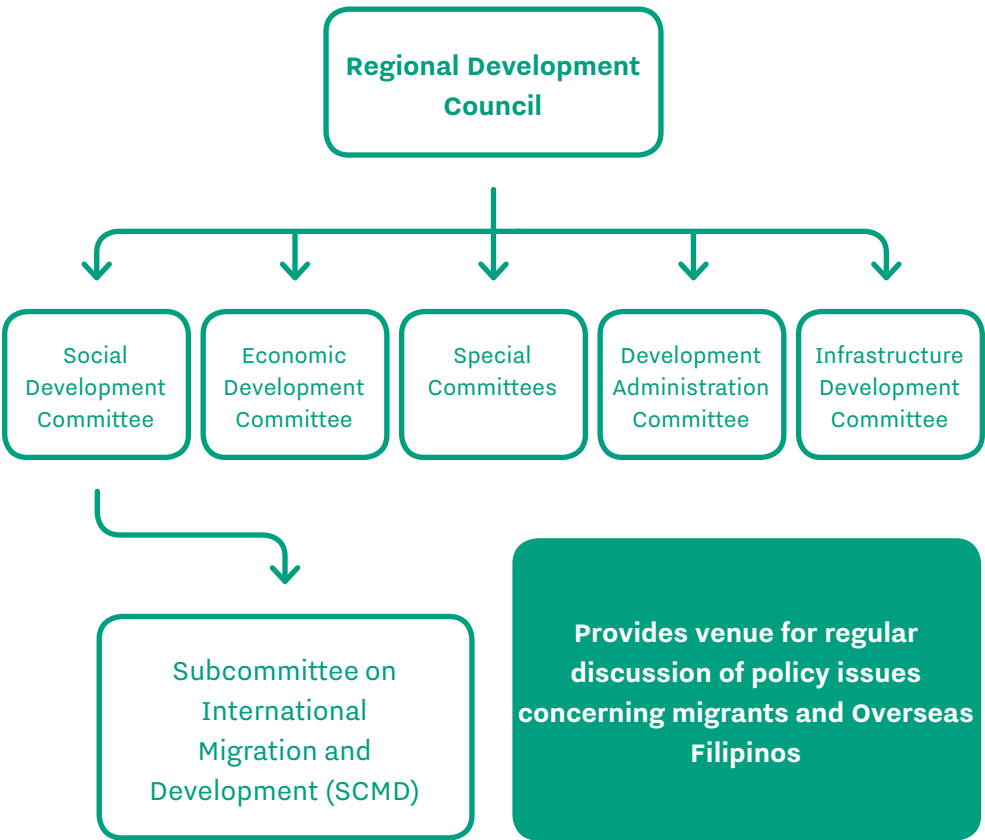 Regional Development
Council
Social
Development
Committee
Economic
Development
Committee
Special
Committees
Development
Administration
Committee
Infrastructure
Development
Committee
Subcommittee on
International
Migration and
Development (SCMD)
Provides venue for regular
discussion of policy issues
concerning migrants and Overseas
Filipinos